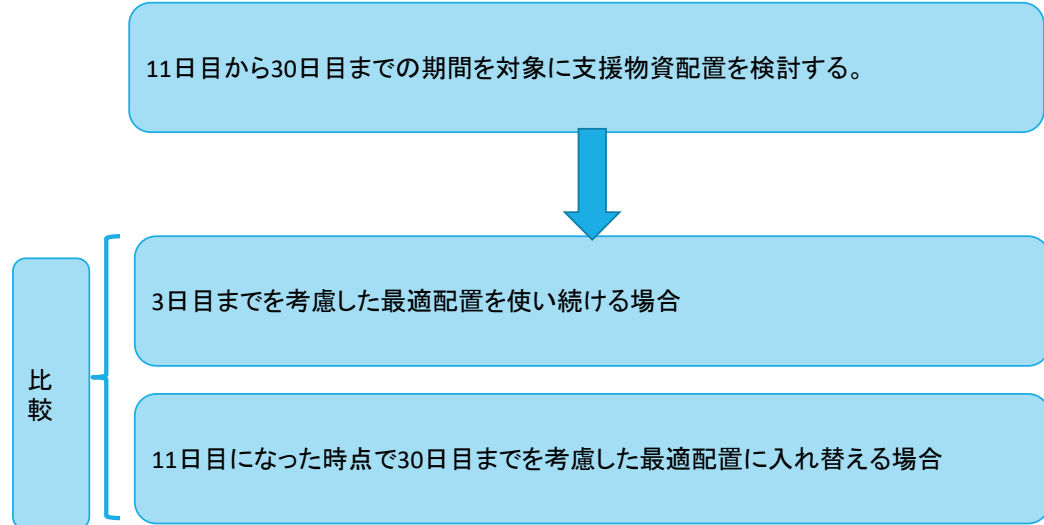 11日目から30日目までの期間を対象に支援物資配置を検討する。
3日目までを考慮した最適配置を使い続ける場合
比較
11日目になった時点で30日目までを考慮した最適配置に入れ替える場合